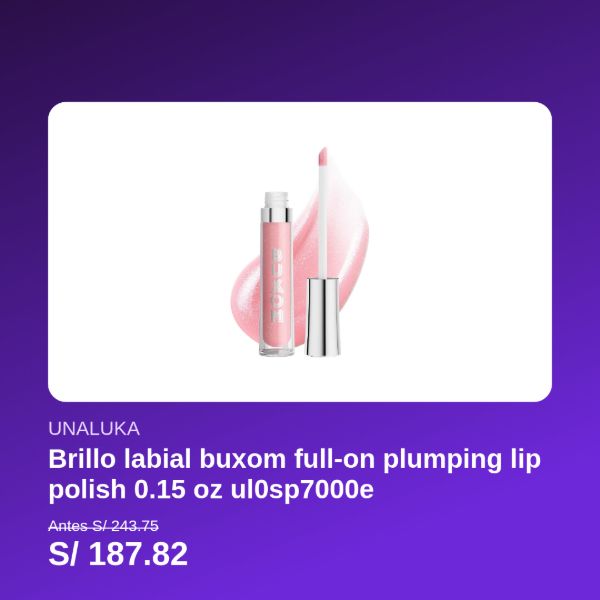 BUXOM
UNALUKA
Brillo labial buxom full-on plumping lip
polish 0.15 oz ul0sp7000e
Antes S/ 243.75
S/ 187.82